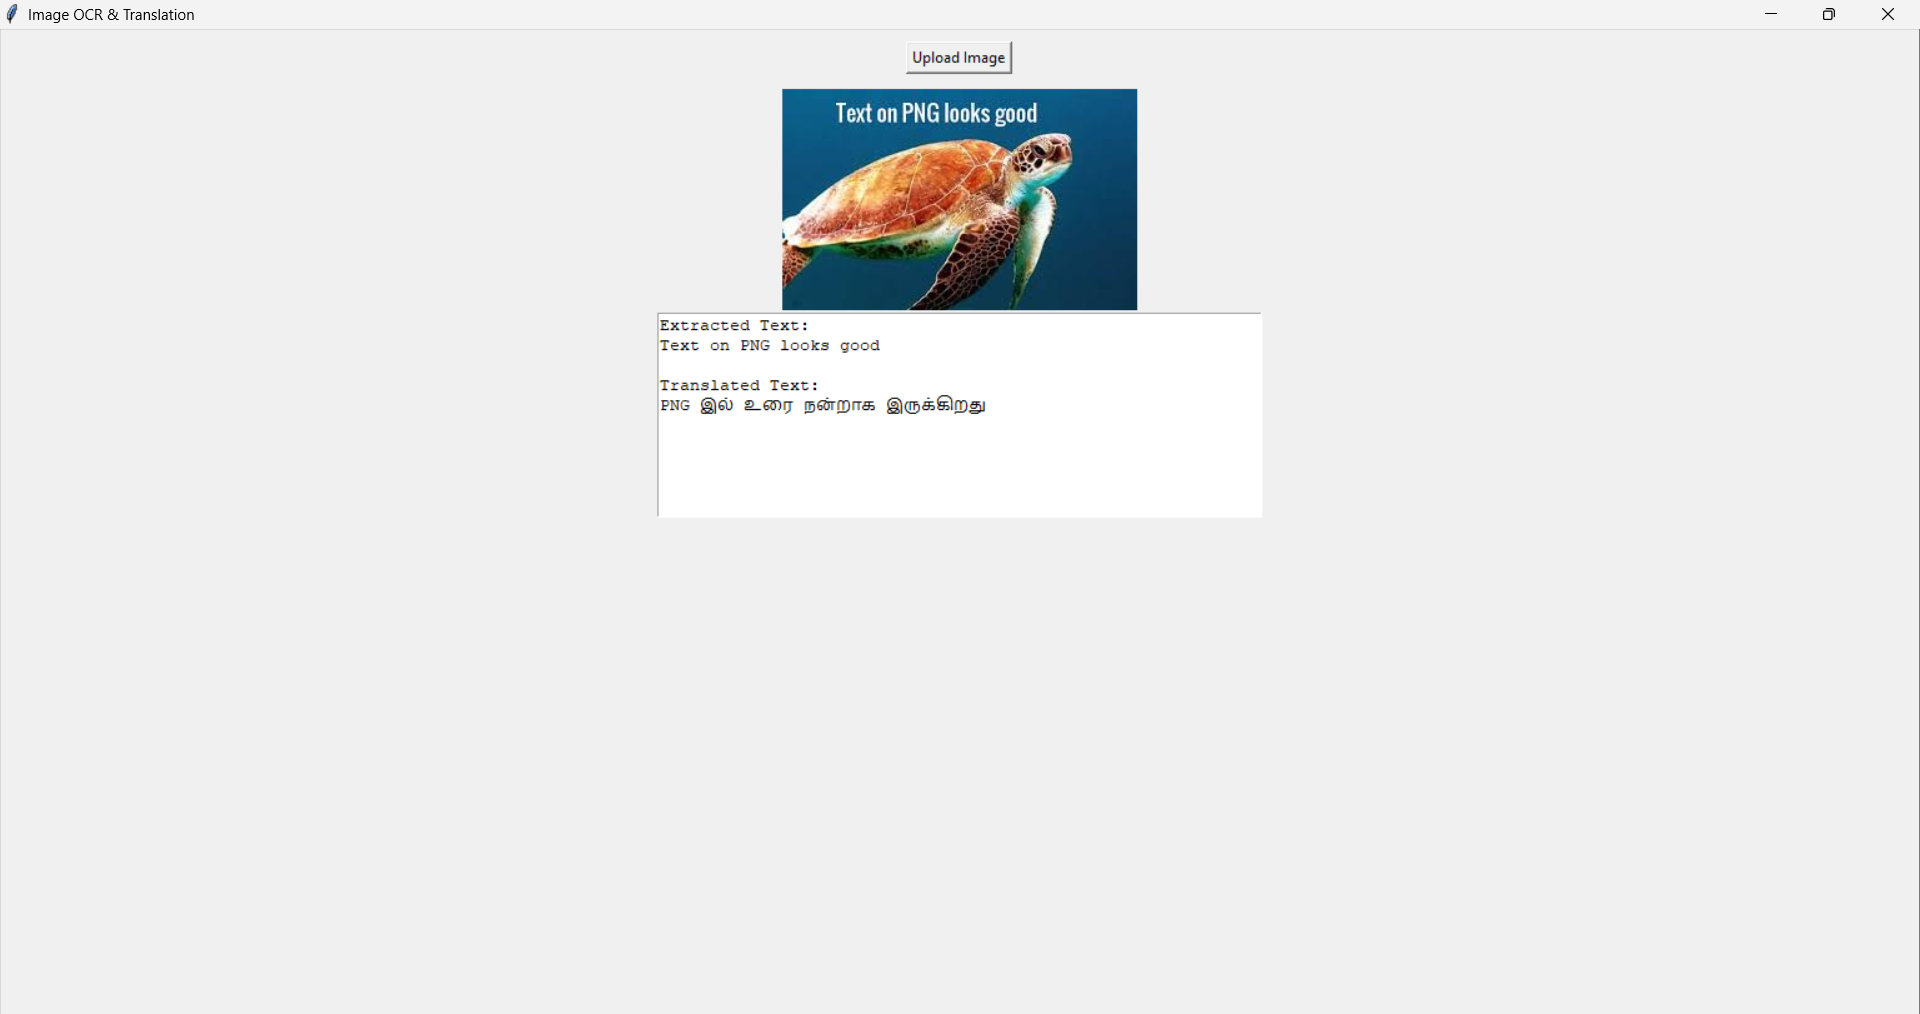 Image OCR & Translation
Upload Image
Text on PNG looks good
Extracted Text:
Text on PNG looks good
Translated Text:
PNG இல் உரை நன்றாக இருக்கிறது